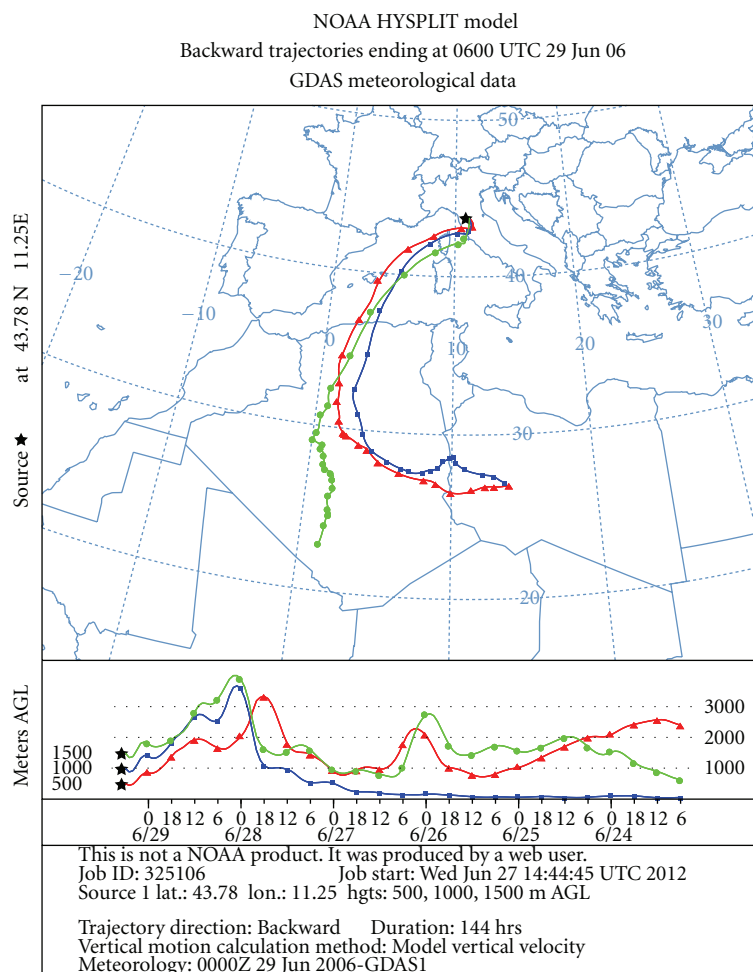 NOAA HYSPLIT model
Backward trajectories ending at 0600 UTC 29 Jun 06
GDAS meteorological data
Source ★ at 43.78 N 11.25E
50
−20
40
−10
0
10
20
30
30
20
Meters AGL
1500
1000
500
3000
2000
1000
0 18 12 6 0 18 12 6 0 18 12 6 0 18 12 6 0 18 12 6 0 18 12 6
6/29 6/28 6/27 6/26 6/25 6/24
This is not a NOAA product. It was produced by a web user.
Job ID: 325106 Job start: Wed Jun 27 14:44:45 UTC 2012
Source 1 lat.: 43.78 lon.: 11.25 hgts: 500, 1000, 1500 m AGL
Trajectory direction: Backward Duration: 144 hrs
Vertical motion calculation method: Model vertical velocity
Meteorology: 0000Z 29 Jun 2006-GDAS1